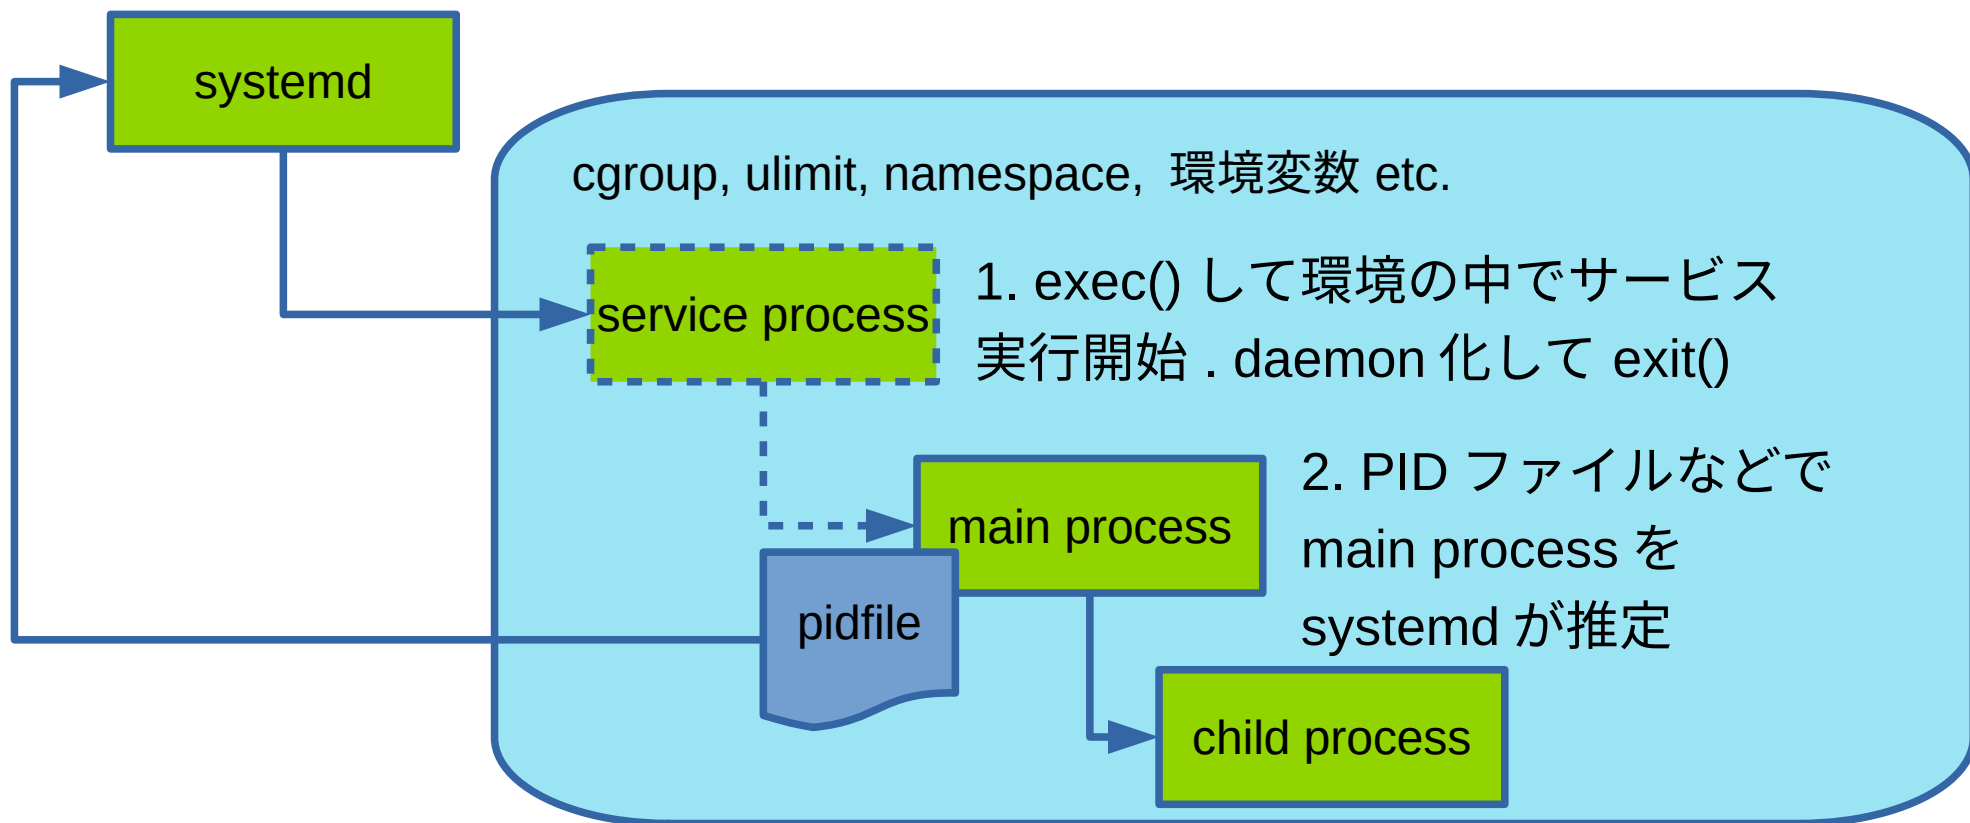 systemd
cgroup, ulimit, namespace, 環境変数 etc.
service process
1. exec() して環境の中でサービス
実行開始 . daemon 化して exit()
main process
2. PID ファイルなどで
main process を
systemd が推定
pidfile
child process